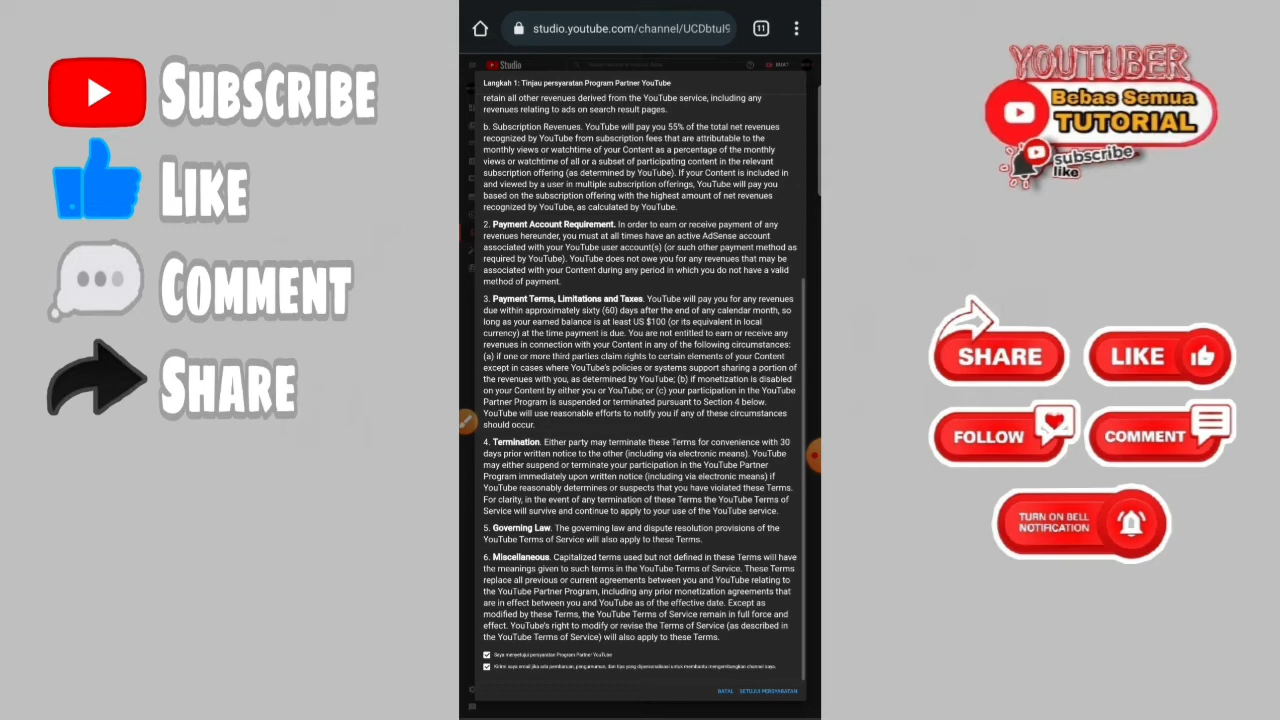 SUBSCRIBE
LIKE
COMMENT
SHARE
studio.youtube.com/channel/UCDbtuI9
11
Studio
Langkah 1: Tinjau persyaratan Program Partner YouTube
retain all other revenues derived from the YouTube service, including any
revenues relating to ads on search result pages.
b. Subscription Revenues. YouTube will pay you 55% of the total net revenues
recognized by YouTube from subscription fees that are attributable to the
monthly views or watchtime of your Content as a percentage of the monthly
views or watchtime of all or a subset of participating content in the relevant
subscription offering (as determined by YouTube). If your Content is included in
and viewed by a user in multiple subscription offerings, YouTube will pay you
based on the subscription offering with the highest amount of net revenues
recognized by YouTube, as calculated by YouTube.
2. Payment Account Requirement. In order to earn or receive payment of any
revenues hereunder, you must at all times have an active AdSense account
associated with your YouTube user account(s) (or such other payment method as
required by YouTube). YouTube does not owe you for any revenues that may be
associated with your Content during any period in which you do not have a valid
method of payment.
3. Payment Terms, Limitations and Taxes. YouTube will pay you for any revenues
due within approximately sixty (60) days after the end of any calendar month, so
long as your earned balance is at least US $100 (or its equivalent in local
currency) at the time payment is due. You are not entitled to earn or receive any
revenues in connection with your Content in any of the following circumstances:
(a) if one or more third parties claim rights to certain elements of your Content
except in cases where YouTube's policies or systems support sharing a portion of
the revenues with you, as determined by YouTube; (b) if monetization is disabled
on your Content by either you or YouTube; or (c) your participation in the YouTube
Partner Program is suspended or terminated pursuant to Section 4 below.
YouTube will use reasonable efforts to notify you if any of these circumstances
should occur.
4. Termination. Either party may terminate these Terms for convenience with 30
days prior written notice to the other (including via electronic means). YouTube
may either suspend or terminate your participation in the YouTube Partner
Program immediately upon written notice (including via electronic means) if
YouTube reasonably determines or suspects that you have violated these Terms.
For clarity, in the event of any termination of these Terms the YouTube Terms of
Service will survive and continue to apply to your use of the YouTube service.
5. Governing Law. The governing law and dispute resolution provisions of the
YouTube Terms of Service will also apply to these Terms.
6. Miscellaneous. Capitalized terms used but not defined in these Terms will have
the meanings given to such terms in the YouTube Terms of Service. These Terms
replace all previous or current agreements between you and YouTube relating to
the YouTube Partner Program, including any prior monetization agreements that
are in effect between you and YouTube as of the effective date. Except as
modified by these Terms, the YouTube Terms of Service remain in full force and
effect. YouTube's right to modify or revise the Terms of Service (as described in
the YouTube Terms of Service) will also apply to these Terms.
Saya menyetujui persyaratan Program Partner YouTube
Kirimi saya email jika ada pembaruan, pengumuman, dan tips yang dipersonalisasi untuk membantu mengembangkan channel saya.
BATAL SETUJUI PERSYARATAN
YOUTUBER
Bebas Semua
TUTORIAL
subscribe
like
SHARE
LIKE
FOLLOW
COMMENT
TURN ON BELL
NOTIFICATION